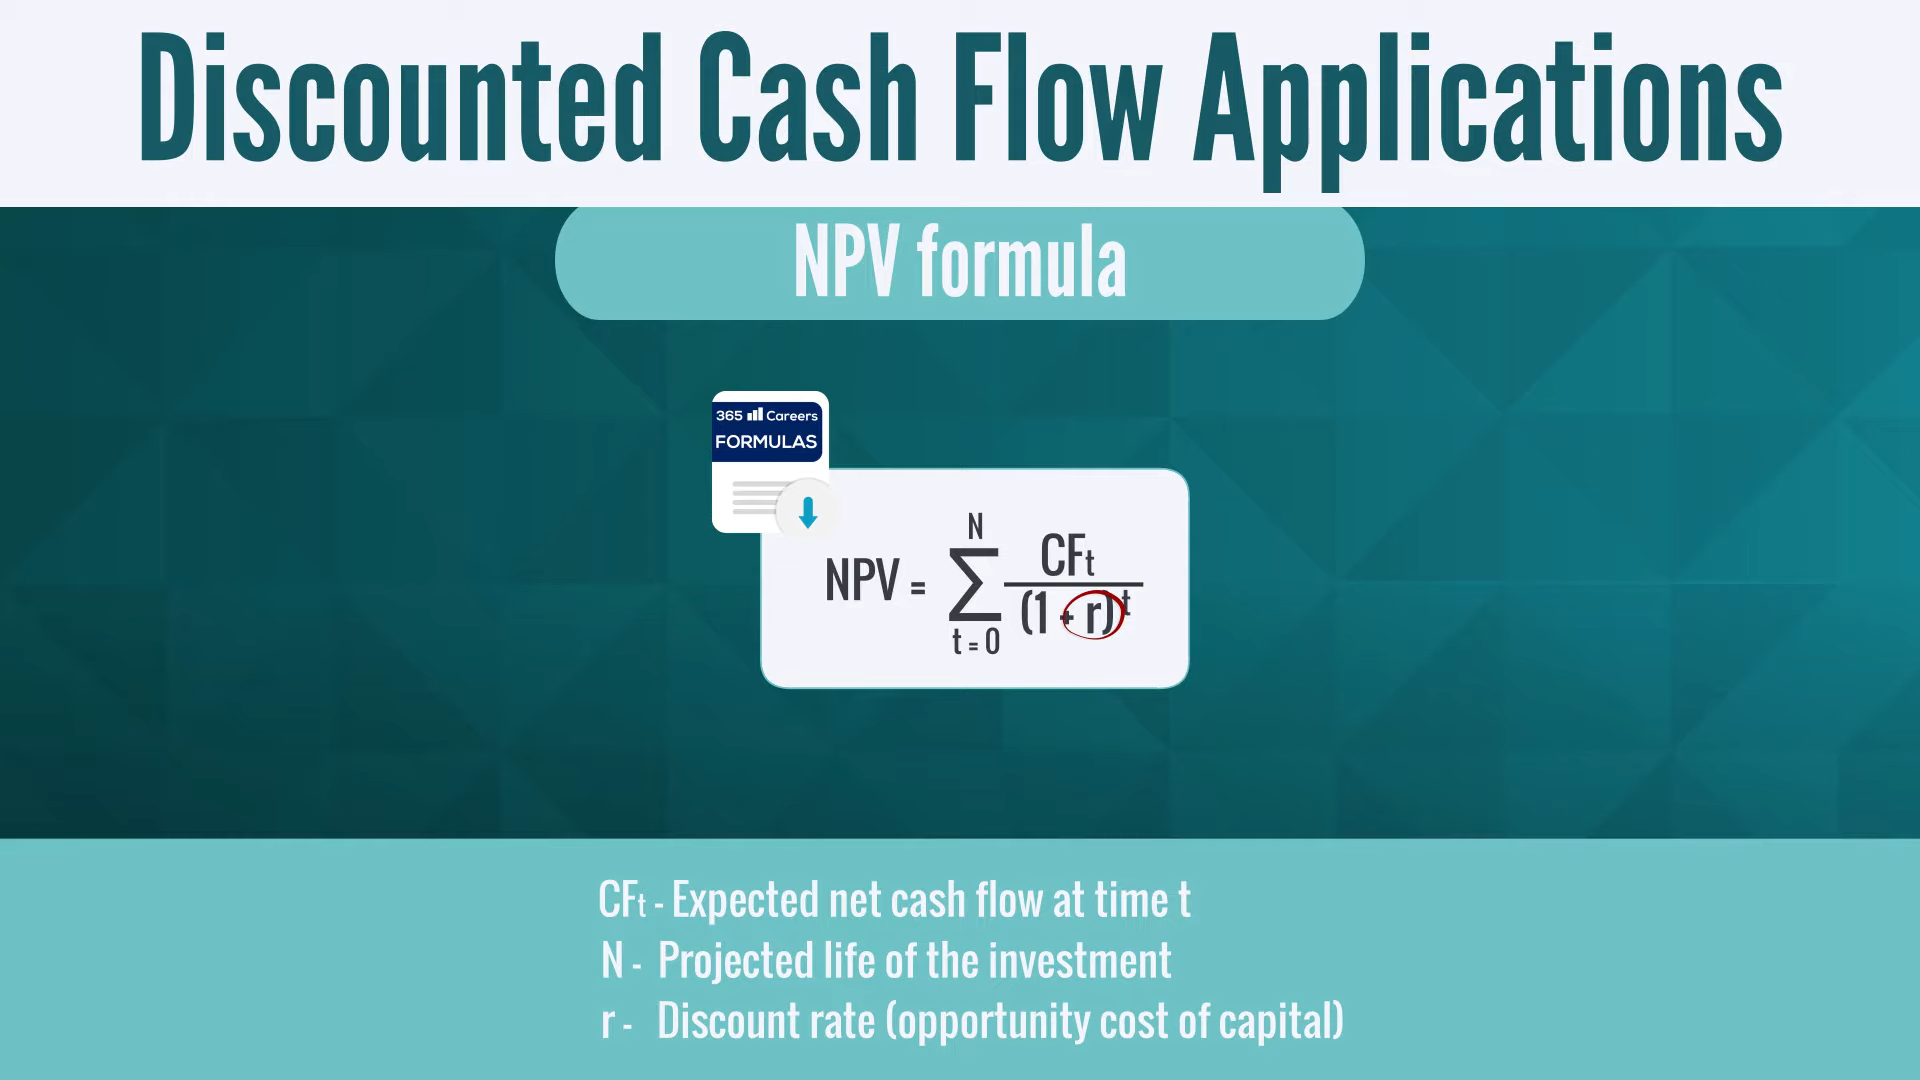 Discounted Cash Flow Applications
NPV formula
365 Careers
FORMULAS
N
NPV = ∑ CFt
(1 + r)t
t = 0
CFt - Expected net cash flow at time t
N - Projected life of the investment
r - Discount rate (opportunity cost of capital)